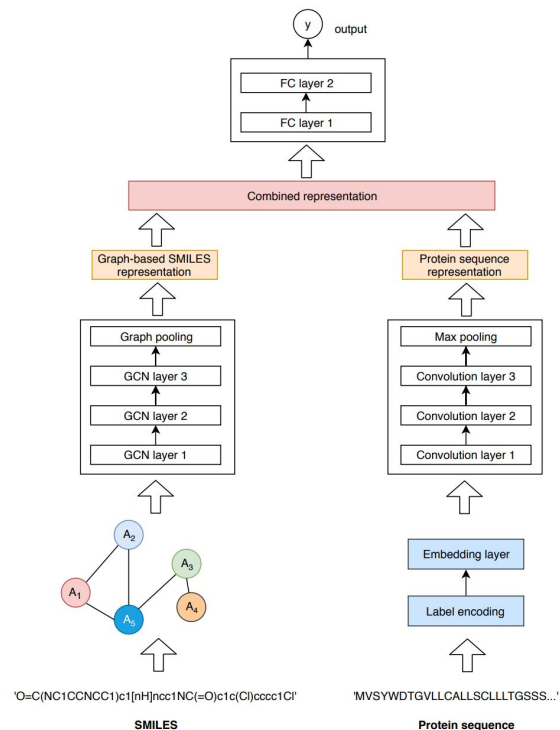 y
output
FC layer 2
FC layer 1
Combined representation
Graph-based SMILES
representation
Protein sequence
representation
Graph pooling
GCN layer 3
GCN layer 2
GCN layer 1
Max pooling
Convolution layer 3
Convolution layer 2
Convolution layer 1
A₂
A₃
A₁
A₄
A₅
Embedding layer
Label encoding
'O=C(NC1CCNCC1)c1[nH]ncc1NC(=O)c1c(Cl)cccc1Cl'
'MVSYWDTGVLLCALLSCLLLTGSSS...'
SMILES
Protein sequence